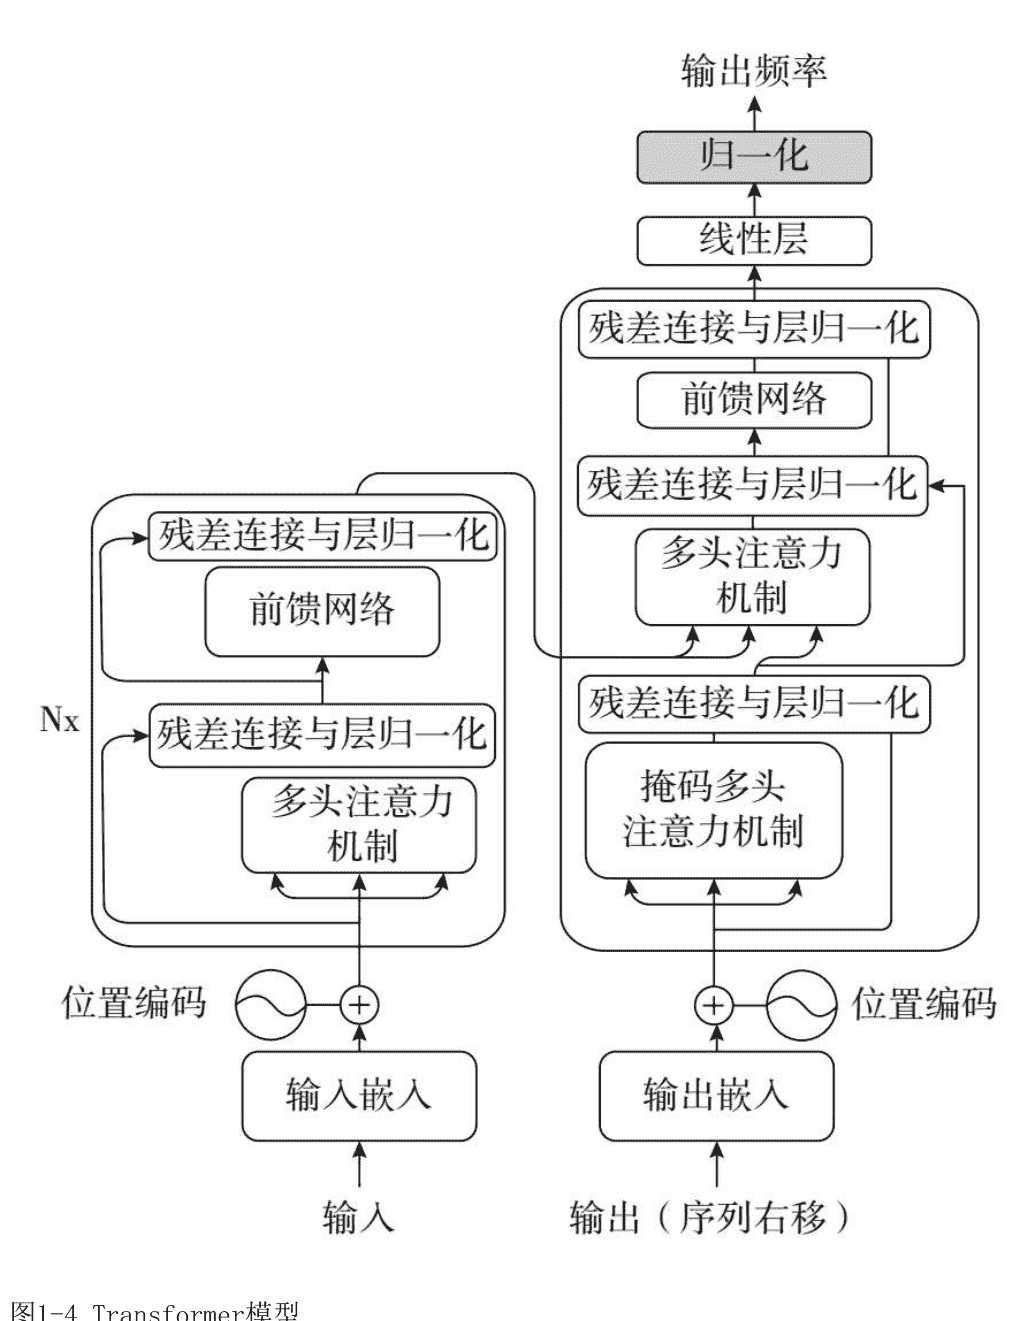 输出频率
归一化
线性层
残差连接与层归一化
前馈网络
残差连接与层归一化
多头注意力
机制
残差连接与层归一化
掩码多头
注意力机制
残差连接与层归一化
前馈网络
Nx
残差连接与层归一化
多头注意力
机制
位置编码
+
+
位置编码
输入嵌入
输出嵌入
输入
输出（序列右移）
图1-4 Transformer模型